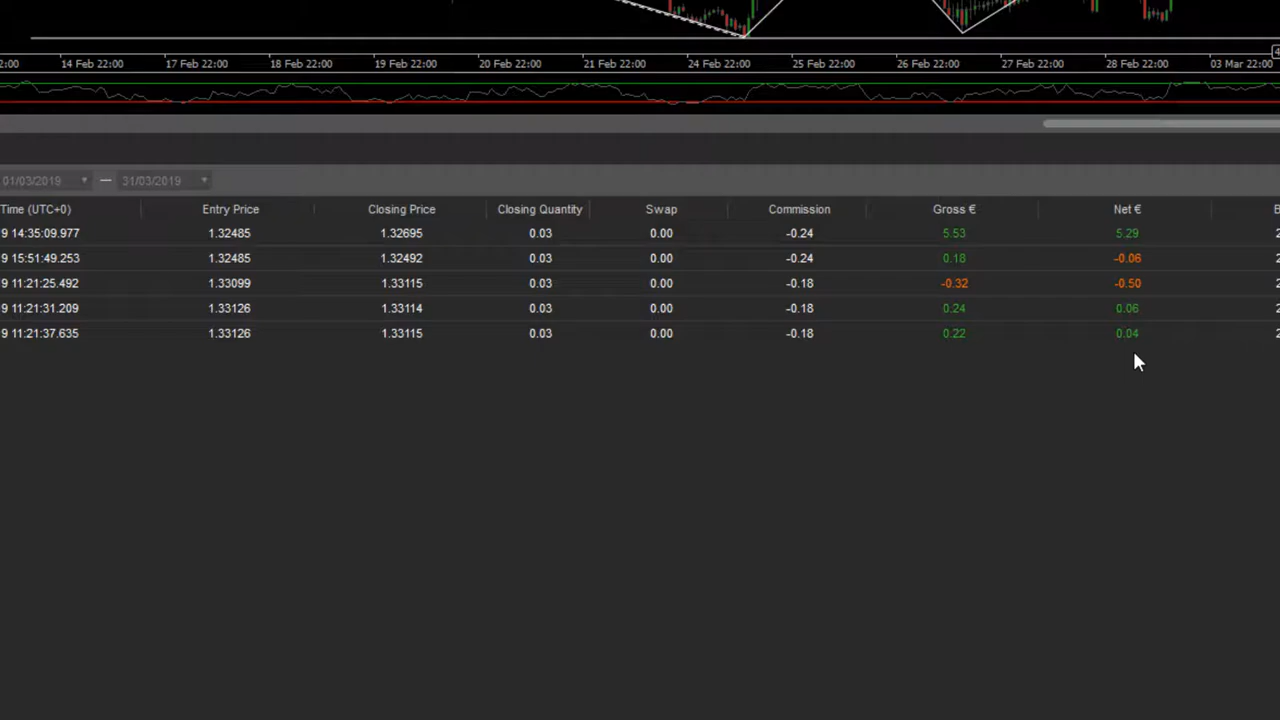 2:00 14 Feb 22:00 17 Feb 22:00 18 Feb 22:00 19 Feb 22:00 20 Feb 22:00 21 Feb 22:00 24 Feb 22:00 25 Feb 22:00 26 Feb 22:00 27 Feb 22:00 28 Feb 22:00 03 Mar 22:00
01/03/2019 — 31/03/2019
Time (UTC+0) Entry Price Closing Price Closing Quantity Swap Commission Gross € Net €
9 14:35:09.977 1.32485 1.32695 0.03 0.00 -0.24 5.53 5.29 2
9 15:51:49.253 1.32485 1.32492 0.03 0.00 -0.24 0.18 -0.06 2
9 11:21:25.492 1.33099 1.33115 0.03 0.00 -0.18 -0.32 -0.50 2
9 11:21:31.209 1.33126 1.33114 0.03 0.00 -0.18 0.24 0.06 2
9 11:21:37.635 1.33126 1.33115 0.03 0.00 -0.18 0.22 0.04 2